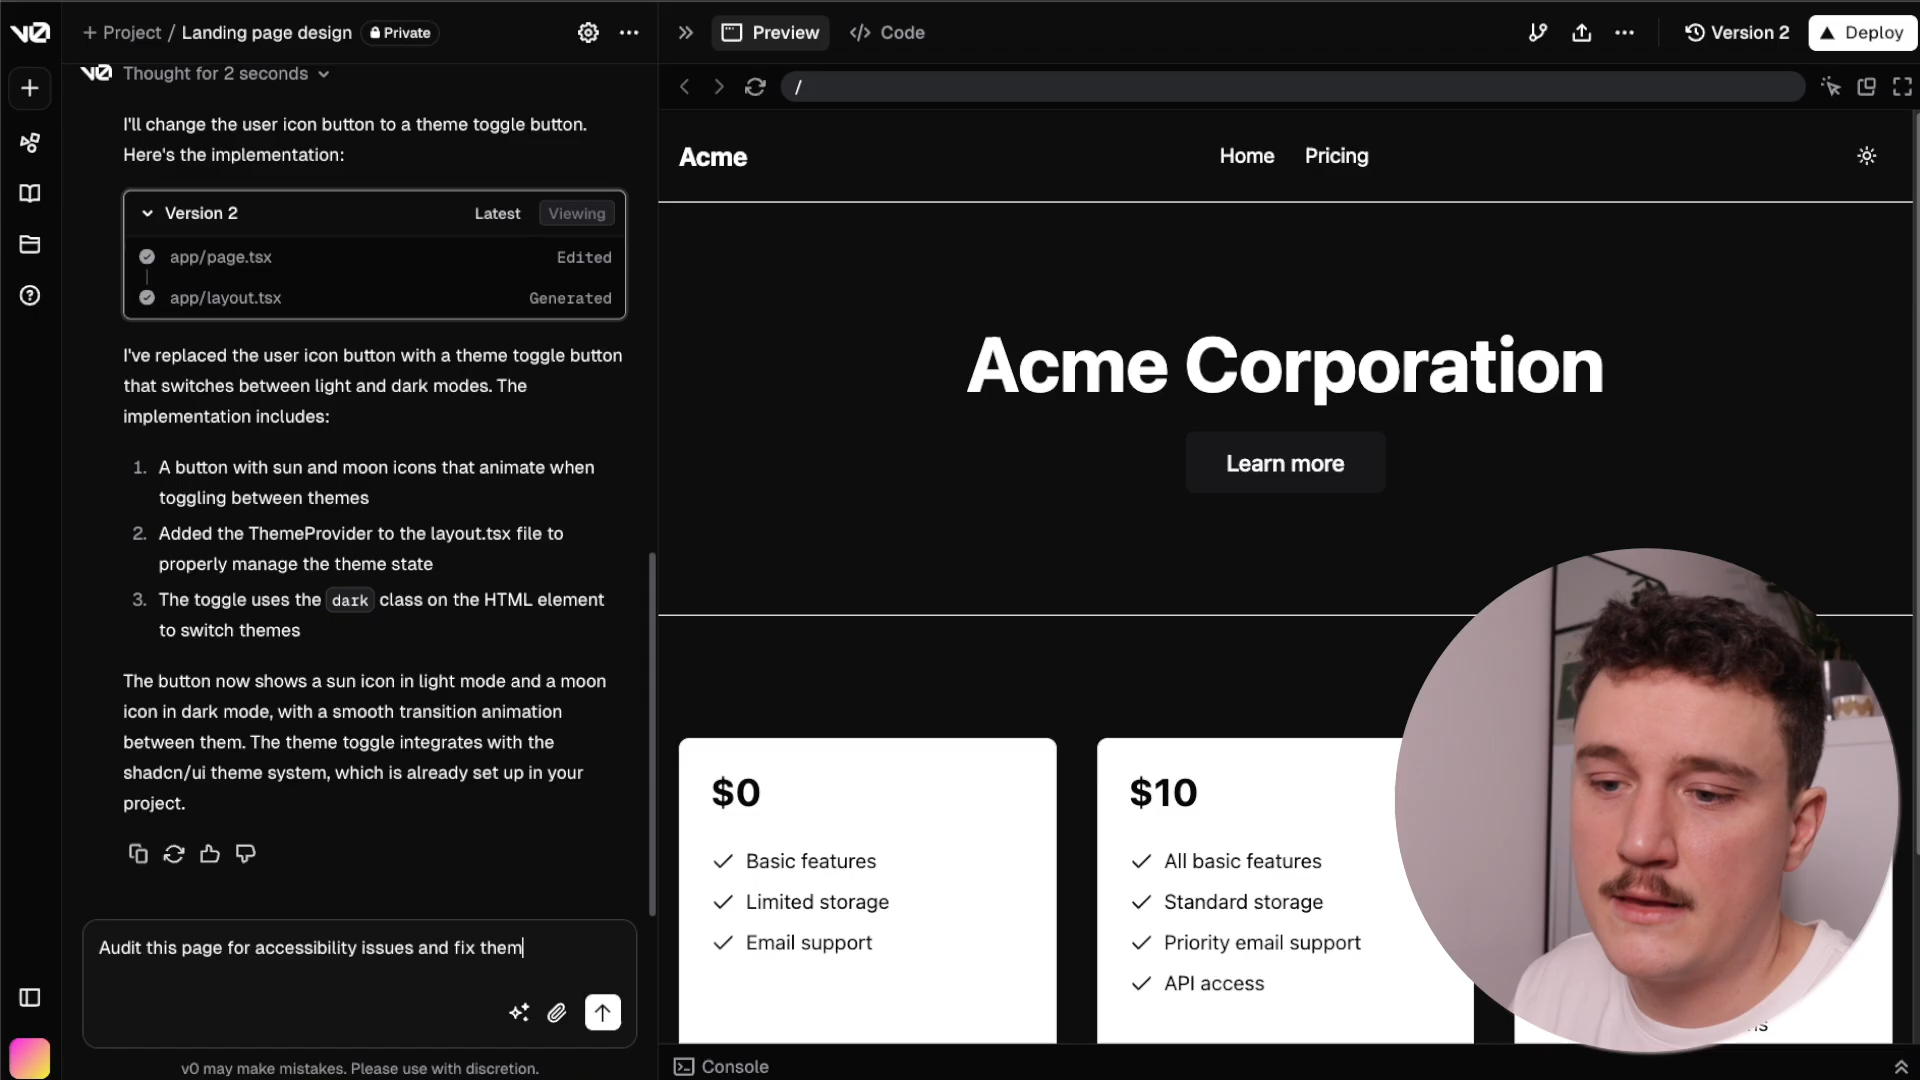 v0
+ Project / Landing page design
Private
Preview
Code
Version 2
Deploy
v0 Thought for 2 seconds
/
I'll change the user icon button to a theme toggle button.
Here's the implementation:
Version 2
Latest
Viewing
app/page.tsx
Edited
app/layout.tsx
Generated
I've replaced the user icon button with a theme toggle button
that switches between light and dark modes. The
implementation includes:
1. A button with sun and moon icons that animate when
toggling between themes
2. Added the ThemeProvider to the layout.tsx file to
properly manage the theme state
3. The toggle uses the dark class on the HTML element
to switch themes
The button now shows a sun icon in light mode and a moon
icon in dark mode, with a smooth transition animation
between them. The theme toggle integrates with the
shadcn/ui theme system, which is already set up in your
project.
Audit this page for accessibility issues and fix them
v0 may make mistakes. Please use with discretion.
Acme
Home
Pricing
Acme Corporation
Learn more
$0
Basic features
Limited storage
Email support
$10
All basic features
Standard storage
Priority email support
API access
Console